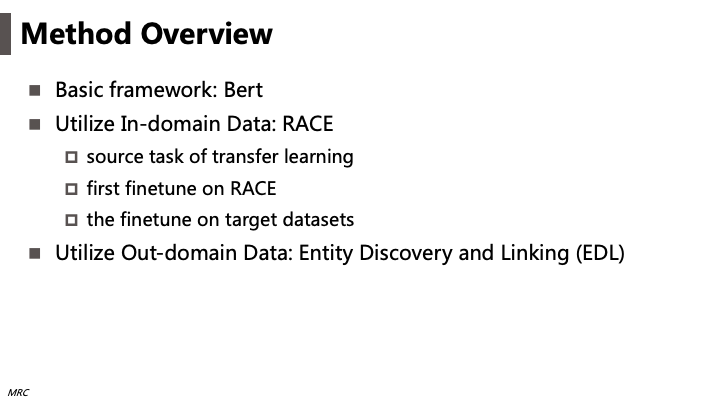 Method Overview
Basic framework: Bert
Utilize In-domain Data: RACE
source task of transfer learning
first finetune on RACE
the finetune on target datasets
Utilize Out-domain Data: Entity Discovery and Linking (EDL)
MRC